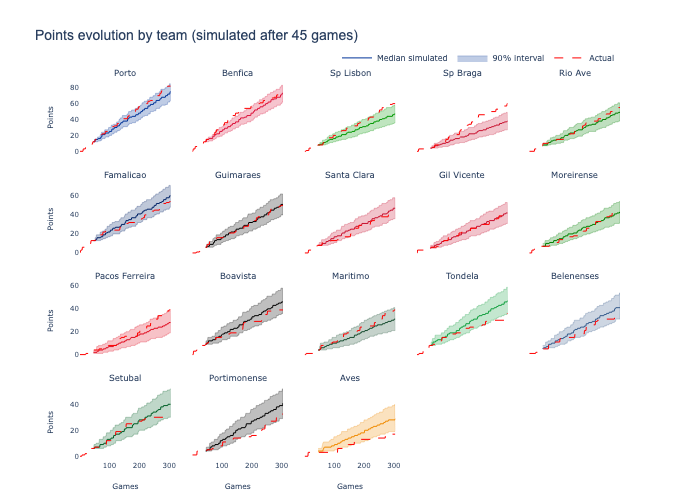 Points evolution by team (simulated after 45 games)
Median simulated 90% interval Actual
Porto Benfica Sp Lisbon Sp Braga Rio Ave
Points
80
60
40
20
0
Famalicao Guimaraes Santa Clara Gil Vicente Moreirense
Points
60
40
20
0
Pacos Ferreira Boavista Maritimo Tondela Belenenses
Points
60
40
20
0
Setubal Portimonense Aves
Points
40
20
0
100 200 300 100 200 300 100 200 300
Games Games Games